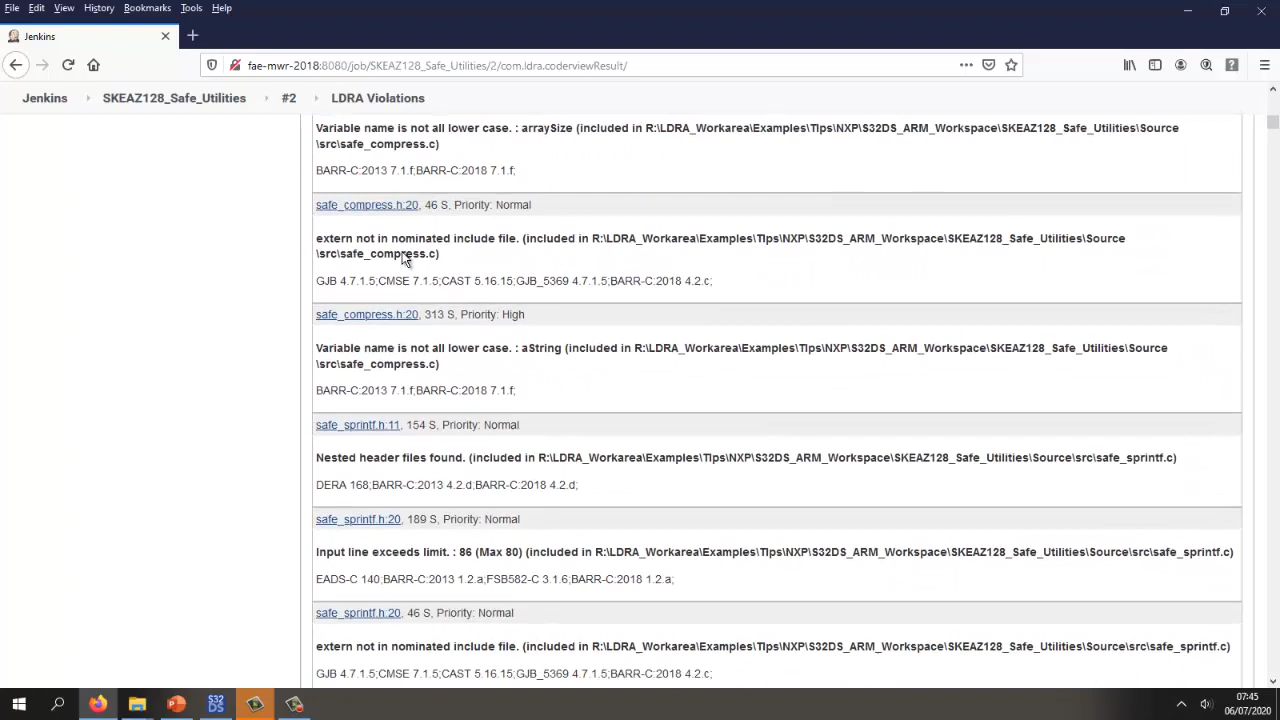 File Edit View History Bookmarks Tools Help
Jenkins
fae-mwr-2018:8080/job/SKEAZ128_Safe_Utilities/2/com.ldra.coderviewResult/
Jenkins SKEAZ128_Safe_Utilities #2 LDRA Violations
Variable name is not all lower case. : arraySize (included in R:\LDRA_Workarea\Examples\TIps\NXP\S32DS_ARM_Workspace\SKEAZ128_Safe_Utilities\Source
\src\safe_compress.c)
BARR-C:2013 7.1.f;BARR-C:2018 7.1.f;
safe_compress.h:20, 46 S, Priority: Normal
extern not in nominated include file. (included in R:\LDRA_Workarea\Examples\TIps\NXP\S32DS_ARM_Workspace\SKEAZ128_Safe_Utilities\Source
\src\safe_compress.c)
GJB 4.7.1.5;CMSE 7.1.5;CAST 5.16.15;GJB_5369 4.7.1.5;BARR-C:2018 4.2.c;
safe_compress.h:20, 313 S, Priority: High
Variable name is not all lower case. : aString (included in R:\LDRA_Workarea\Examples\TIps\NXP\S32DS_ARM_Workspace\SKEAZ128_Safe_Utilities\Source
\src\safe_compress.c)
BARR-C:2013 7.1.f;BARR-C:2018 7.1.f;
safe_sprintf.h:11, 154 S, Priority: Normal
Nested header files found. (included in R:\LDRA_Workarea\Examples\TIps\NXP\S32DS_ARM_Workspace\SKEAZ128_Safe_Utilities\Source\src\safe_sprintf.c)
DERA 168;BARR-C:2013 4.2.d;BARR-C:2018 4.2.d;
safe_sprintf.h:20, 189 S, Priority: Normal
Input line exceeds limit. : 86 (Max 80) (included in R:\LDRA_Workarea\Examples\TIps\NXP\S32DS_ARM_Workspace\SKEAZ128_Safe_Utilities\Source\src\safe_sprintf.c)
EADS-C 140;BARR-C:2013 1.2.a;FSB582-C 3.1.6;BARR-C:2018 1.2.a;
safe_sprintf.h:20, 46 S, Priority: Normal
extern not in nominated include file. (included in R:\LDRA_Workarea\Examples\TIps\NXP\S32DS_ARM_Workspace\SKEAZ128_Safe_Utilities\Source\src\safe_sprintf.c)
GJB 4.7.1.5;CMSE 7.1.5;CAST 5.16.15;GJB_5369 4.7.1.5;BARR-C:2018 4.2.c;
S32
DS
07:45
06/07/2020